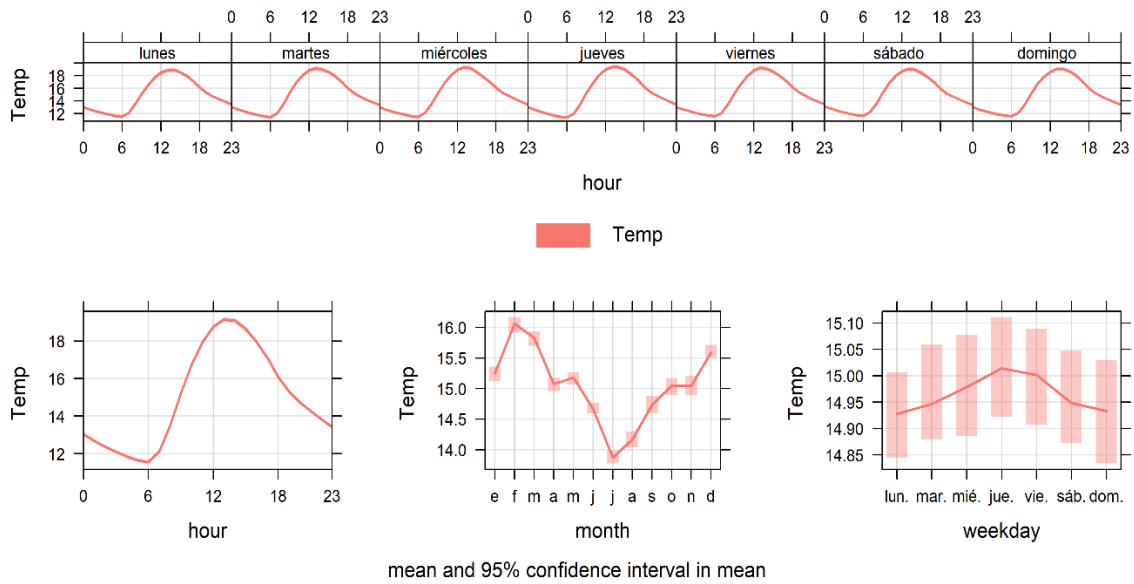 0 6 12 18 23 0 6 12 18 23 0 6 12 18 23
lunes martes miércoles jueves viernes sábado domingo
Temp
18
16
14
12
0 6 12 18 23 0 6 12 18 23 0 6 12 18 23 0 6 12 18 23
hour
Temp
Temp
18
16
14
12
0 6 12 18 23
hour
Temp
16.0
15.5
15.0
14.5
14.0
e f m a m j j a s o n d
month
Temp
15.10
15.05
15.00
14.95
14.90
14.85
lun. mar. mié. jue. vie. sáb. dom.
weekday
mean and 95% confidence interval in mean